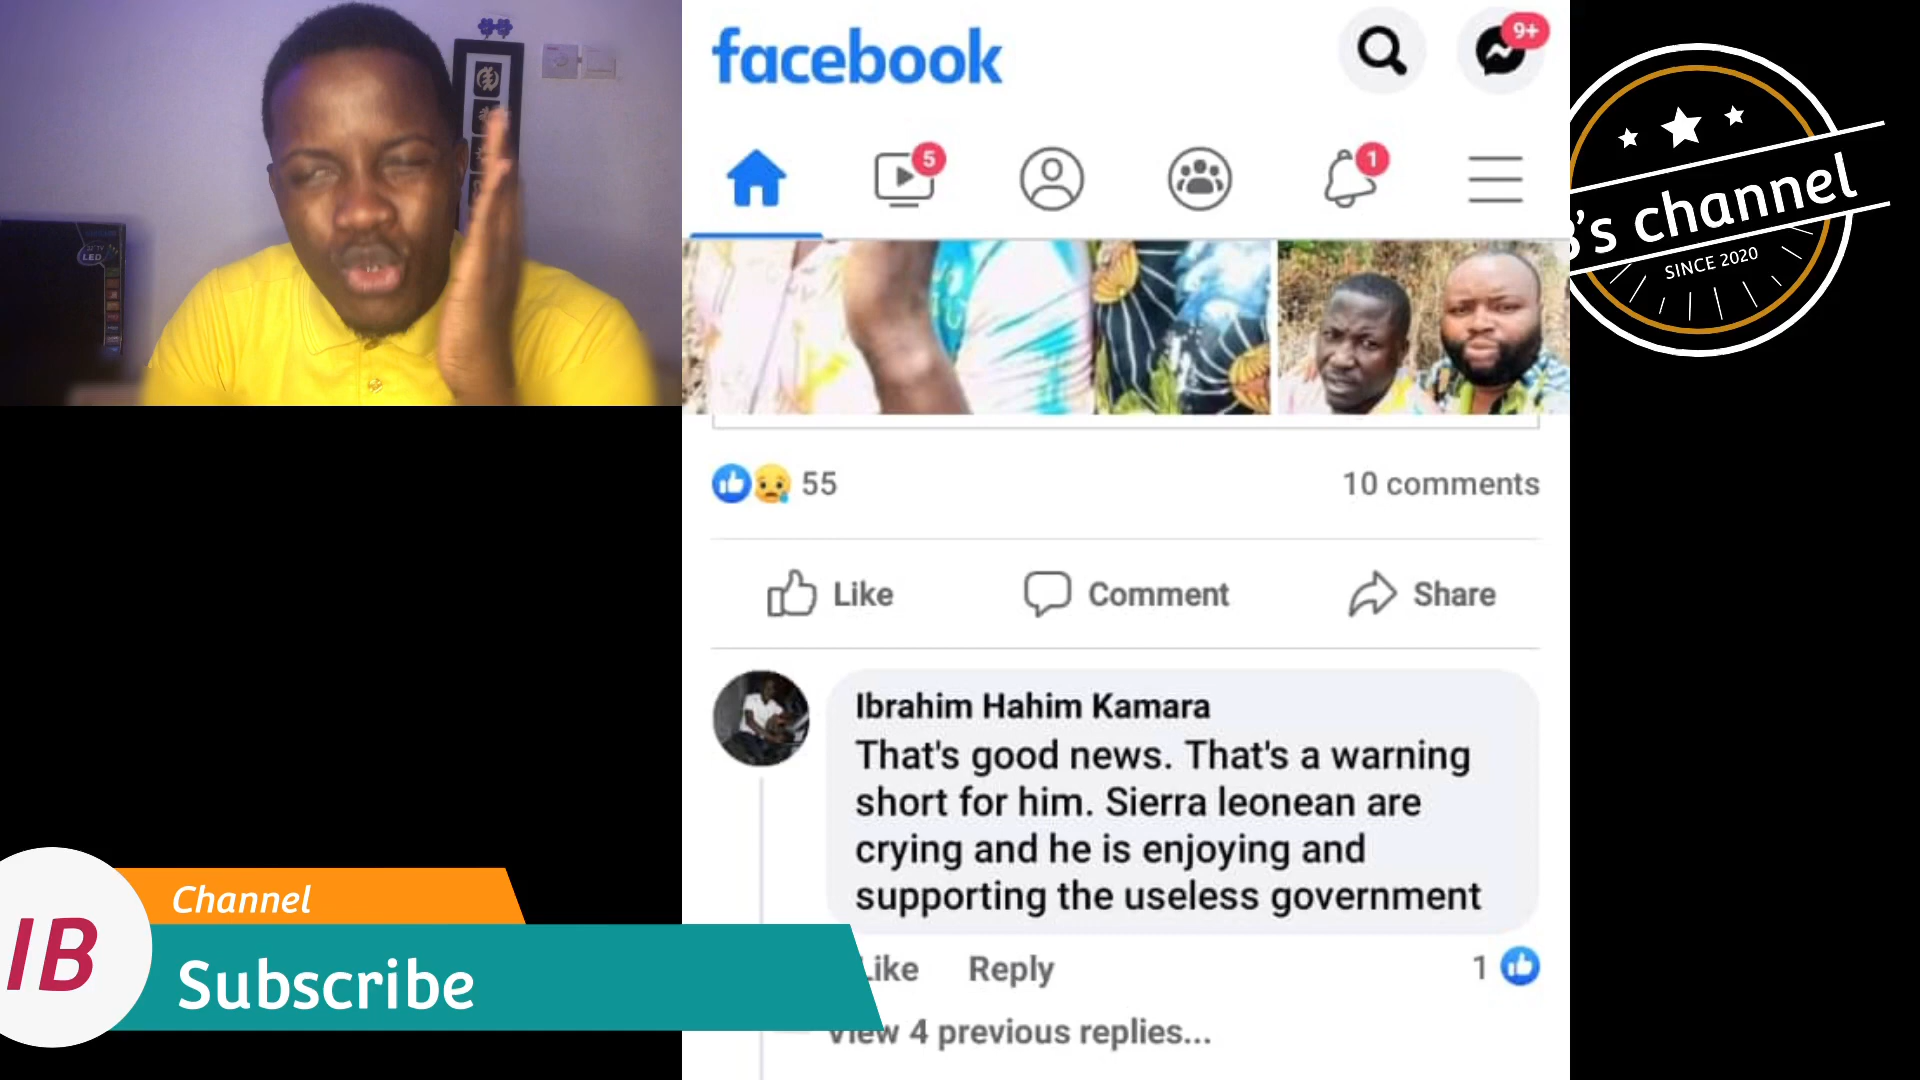 facebook
9+
5
1
's channel
SINCE 2020
LED
55
10 comments
Like
Comment
Share
Ibrahim Hahim Kamara
That's good news. That's a warning
short for him. Sierra leonean are
crying and he is enjoying and
supporting the useless government
Like
Reply
1
View 4 previous replies...
IB
Channel
Subscribe